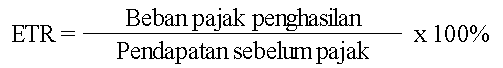 Beban pajak penghasilan
ETR = x 100%
Pendapatan sebelum pajak